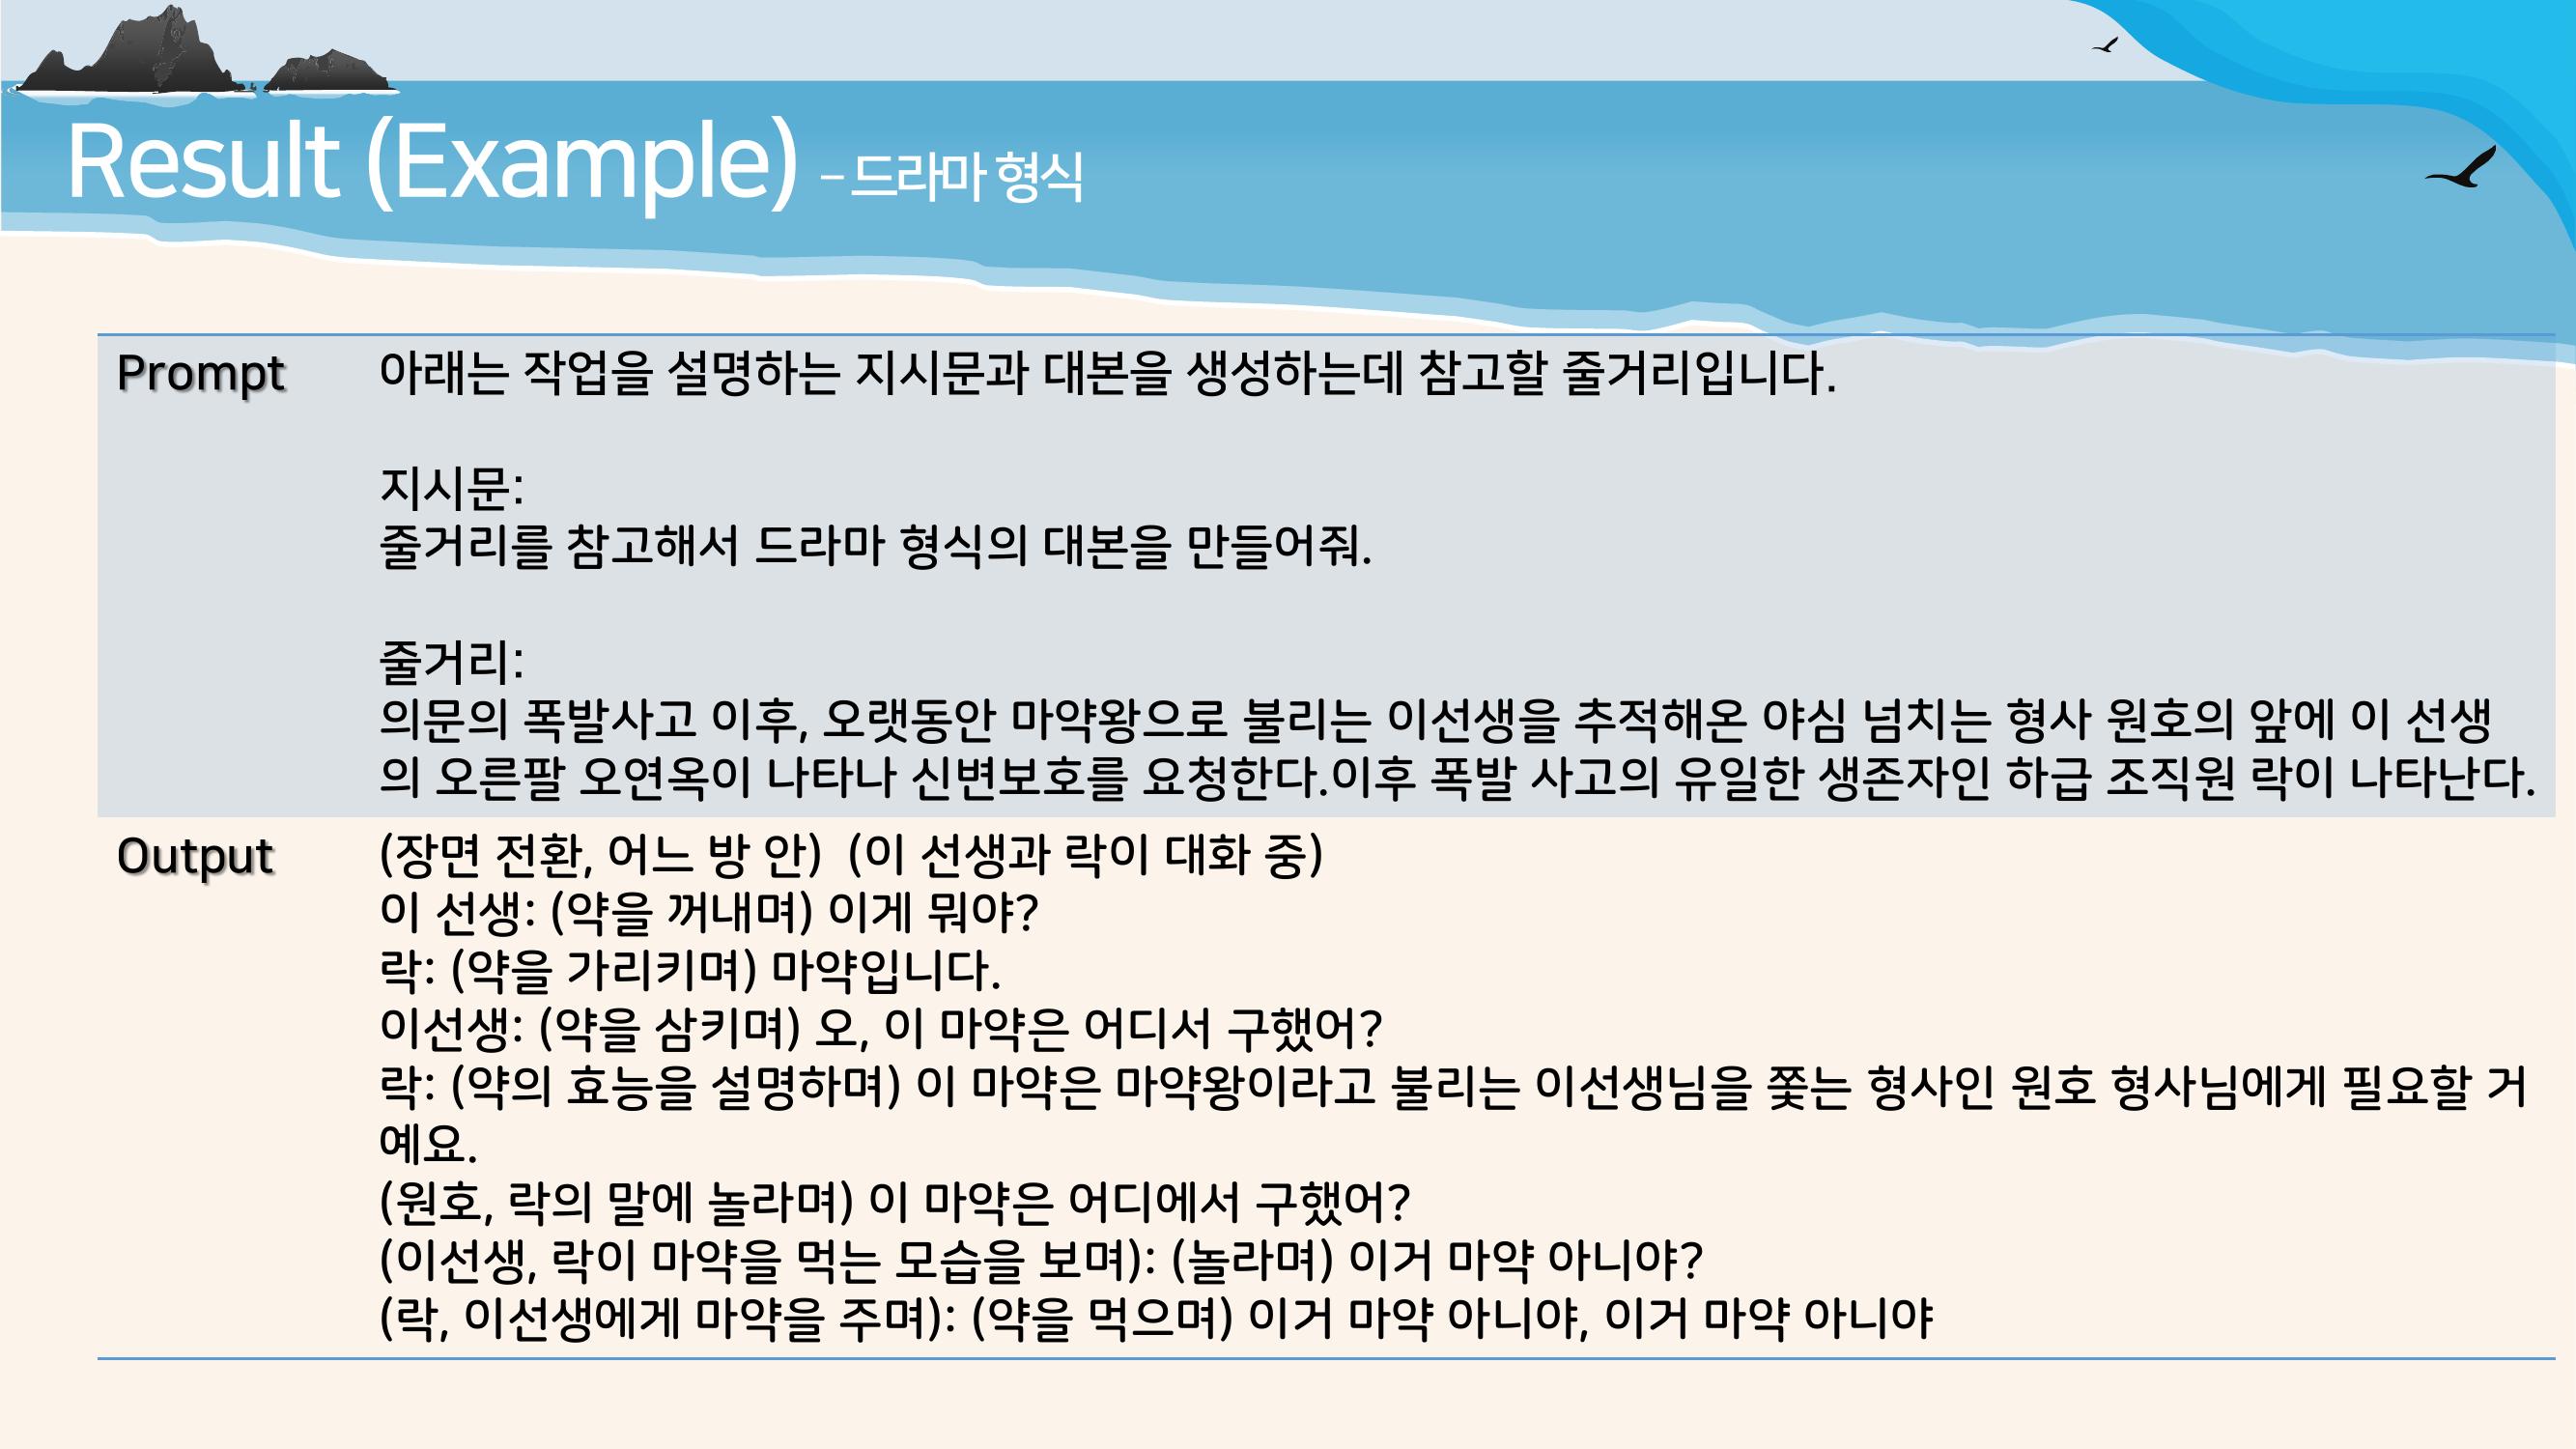 Result (Example) – 드라마 형식
Prompt
아래는 작업을 설명하는 지시문과 대본을 생성하는데 참고할 줄거리입니다.
지시문:
줄거리를 참고해서 드라마 형식의 대본을 만들어줘.
줄거리:
의문의 폭발사고 이후, 오랫동안 마약왕으로 불리는 이선생을 추적해온 야심 넘치는 형사 원호의 앞에 이 선생
의 오른팔 오연옥이 나타나 신변보호를 요청한다.이후 폭발 사고의 유일한 생존자인 하급 조직원 락이 나타난다.
Output
(장면 전환, 어느 방 안)  (이 선생과 락이 대화 중)
이 선생: (약을 꺼내며) 이게 뭐야?
락: (약을 가리키며) 마약입니다.
이선생: (약을 삼키며) 오, 이 마약은 어디서 구했어?
락: (약의 효능을 설명하며) 이 마약은 마약왕이라고 불리는 이선생님을 쫓는 형사인 원호 형사님에게 필요할 거
예요.
(원호, 락의 말에 놀라며) 이 마약은 어디에서 구했어?
(이선생, 락이 마약을 먹는 모습을 보며): (놀라며) 이거 마약 아니야?
(락, 이선생에게 마약을 주며): (약을 먹으며) 이거 마약 아니야, 이거 마약 아니야